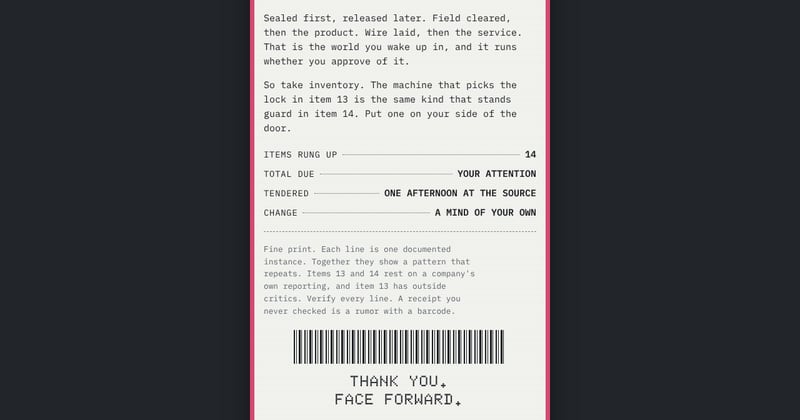 Sealed first, released later. Field cleared,
then the product. Wire laid, then the service.
That is the world you wake up in, and it runs
whether you approve of it.
So take inventory. The machine that picks the
lock in item 13 is the same kind that stands
guard in item 14. Put one on your side of the
door.
ITEMS RUNG UP 14
TOTAL DUE YOUR ATTENTION
TENDERED ONE AFTERNOON AT THE SOURCE
CHANGE A MIND OF YOUR OWN
Fine print. Each line is one documented
instance. Together they show a pattern that
repeats. Items 13 and 14 rest on a company's
own reporting, and item 13 has outside
critics. Verify every line. A receipt you
never checked is a rumor with a barcode.
THANK YOU.
FACE FORWARD.